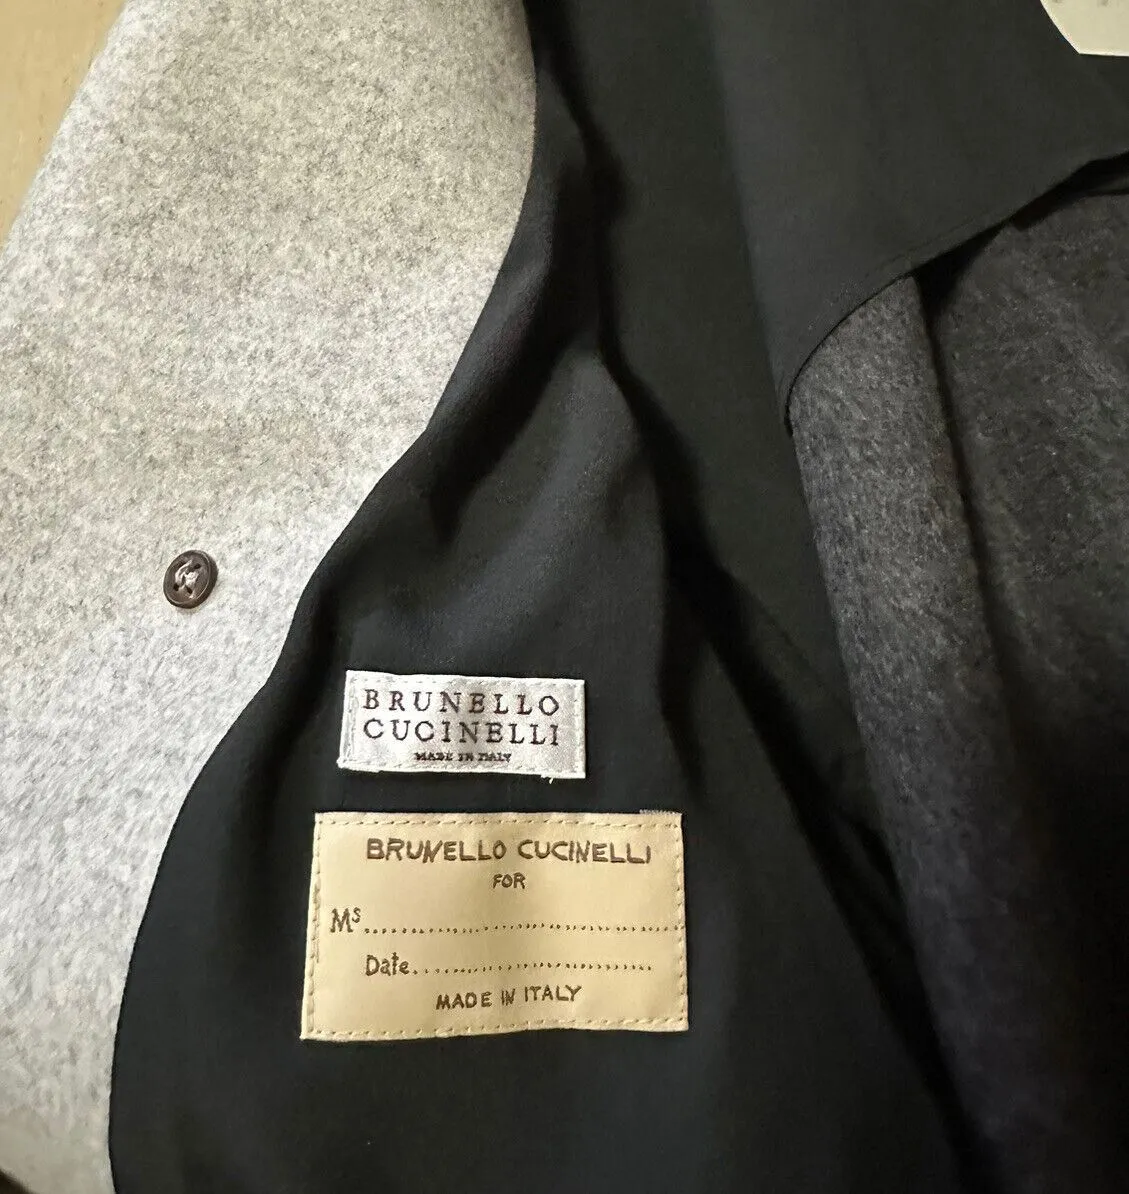 BRUNELLO
CUCINELLI
MADE IN ITALY
BRUNELLO CUCINELLI
FOR
Ms..............................
Date..............................
MADE IN ITALY